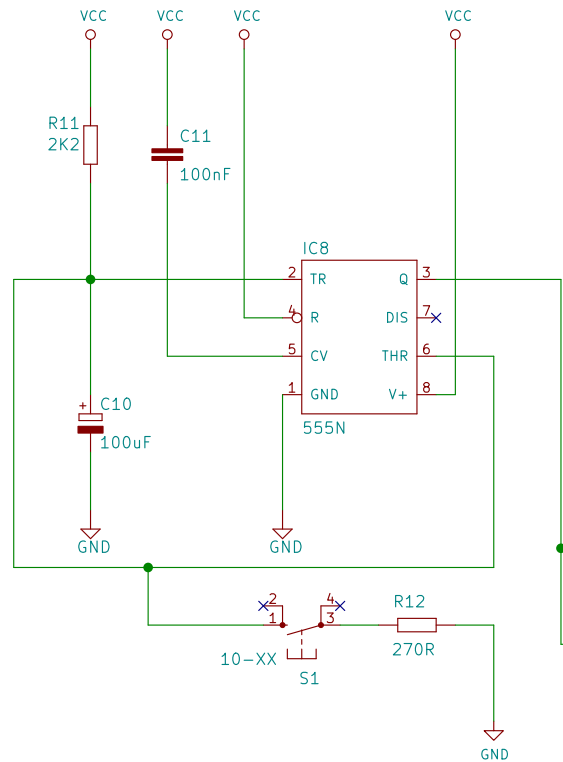 VCC VCC VCC VCC
R11
2K2
C11
100nF
IC8
2 TR Q 3
4 R DIS 7
5 CV THR 6
1 GND V+ 8
555N
+ C10
100uF
GND GND
2 4
1 3
R12
270R
10-XX
S1
GND